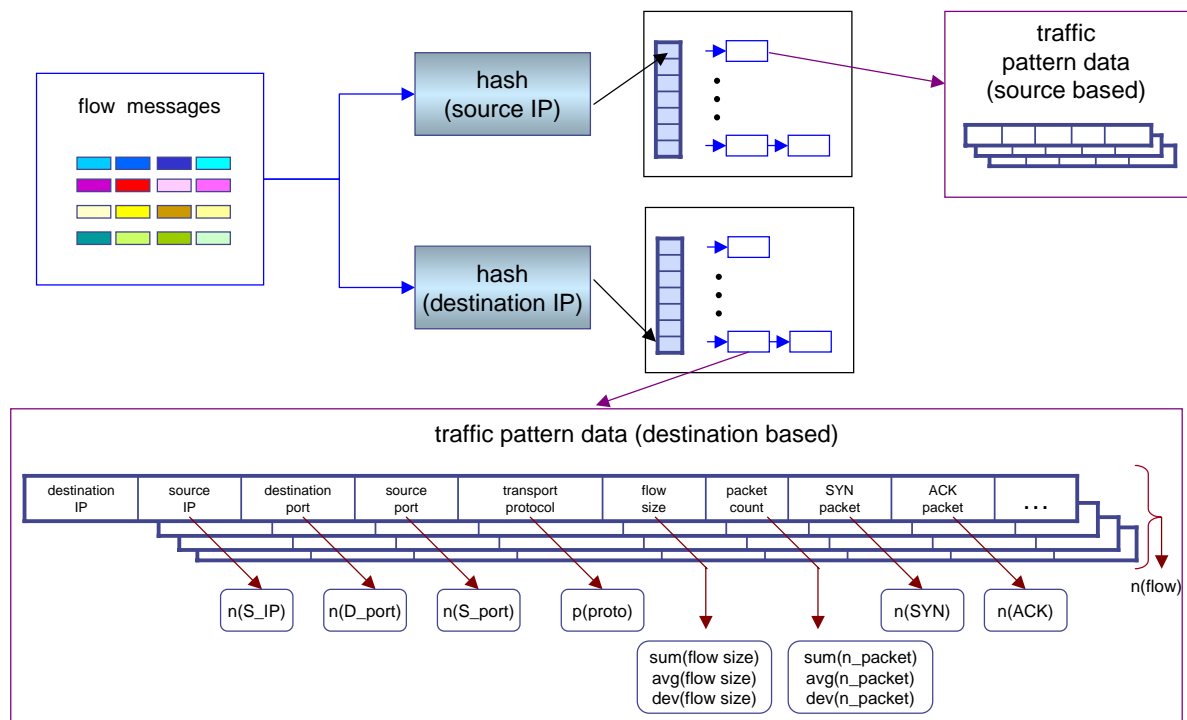 flow messages
hash
(source IP)
traffic
pattern data
(source based)
hash
(destination IP)
traffic pattern data (destination based)
destination
IP
source
IP
destination
port
source
port
transport
protocol
flow
size
packet
count
SYN
packet
ACK
packet
...
n(flow)
n(S_IP)
n(D_port)
n(S_port)
p(proto)
n(SYN)
n(ACK)
sum(flow size)
avg(flow size)
dev(flow size)
sum(n_packet)
avg(n_packet)
dev(n_packet)